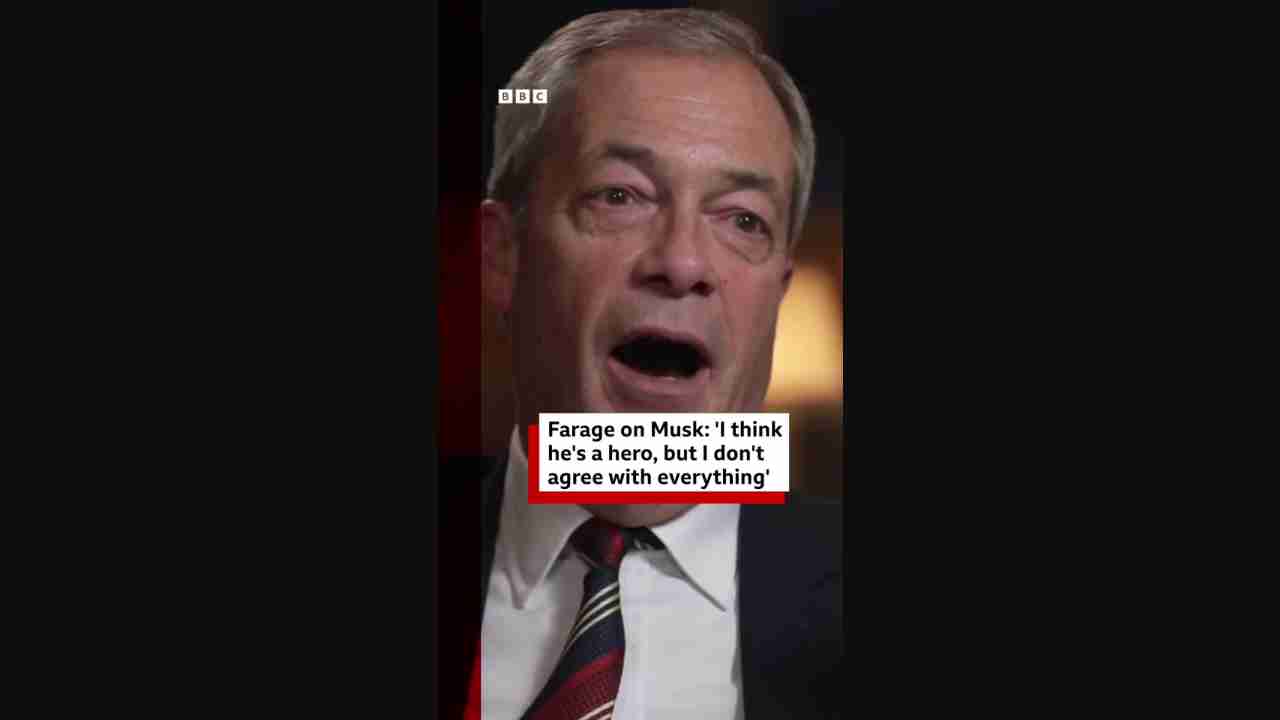 BBC
Farage on Musk: 'I think
he's a hero, but I don't
agree with everything'